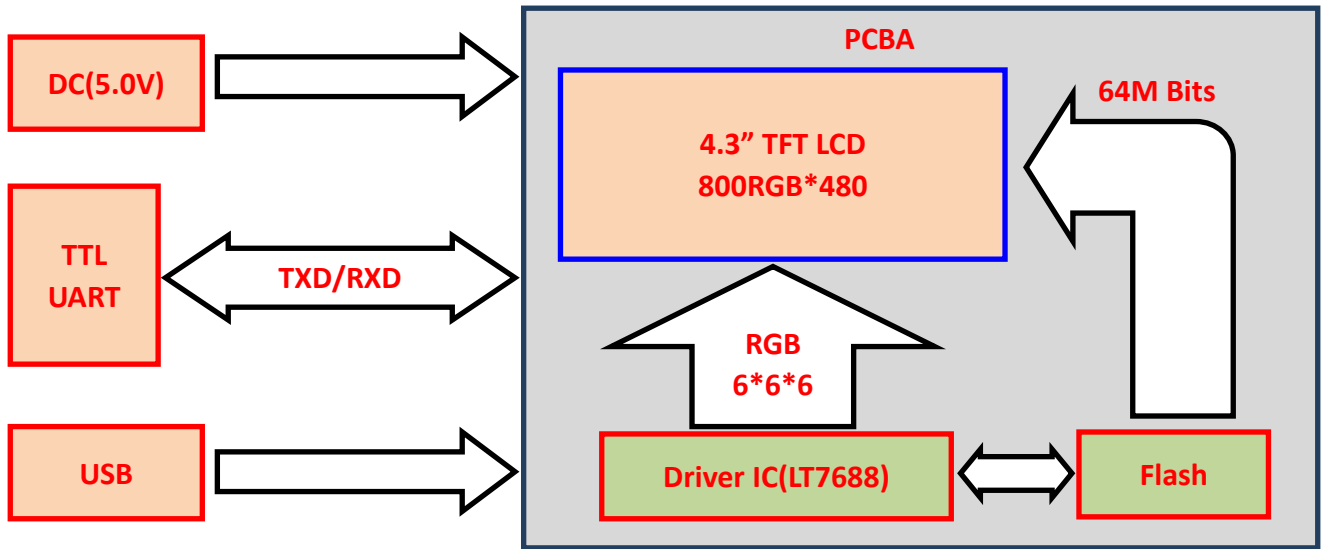 PCBA
DC(5.0V)
64M Bits
4.3” TFT LCD
800RGB*480
TTL
UART
TXD/RXD
RGB
6*6*6
USB
Driver IC(LT7688)
Flash